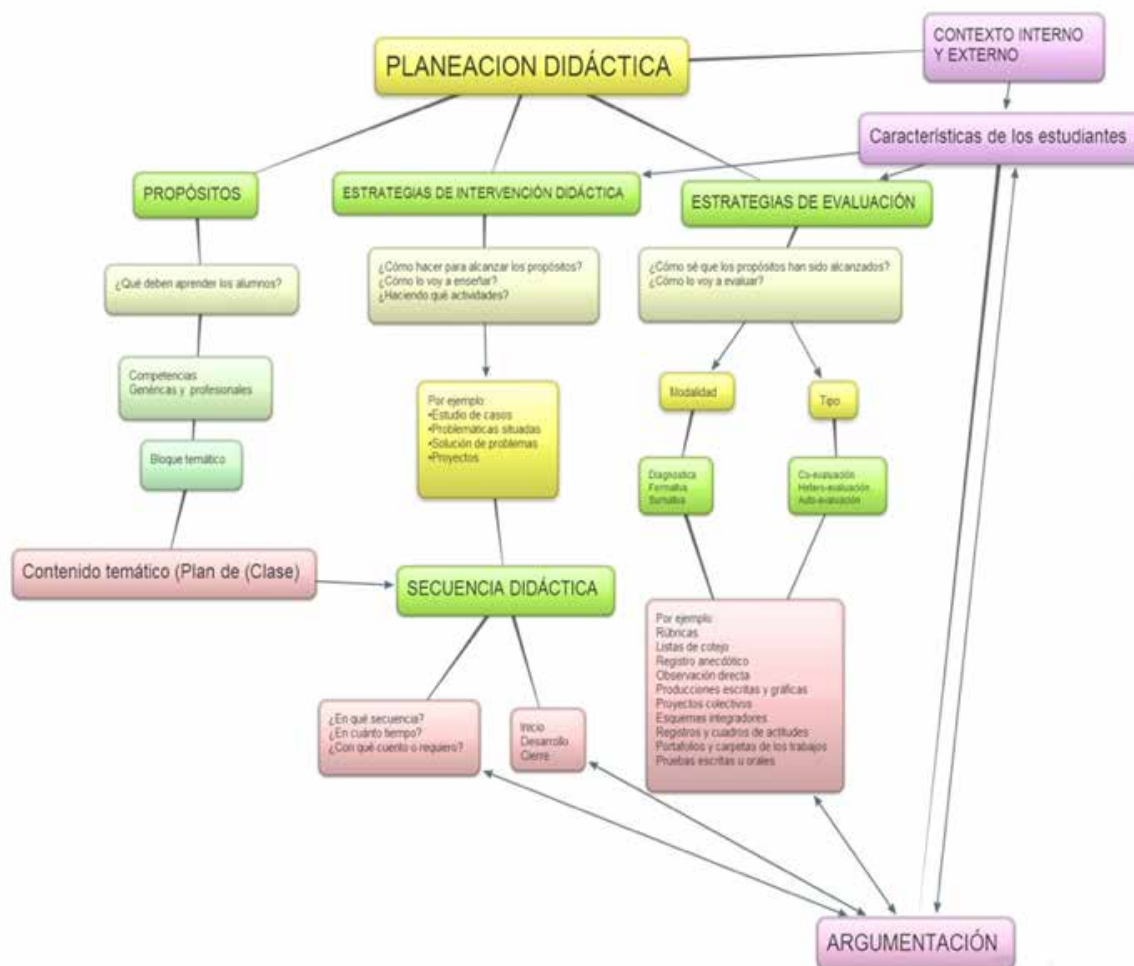 PLANEACION DIDÁCTICA
CONTEXTO INTERNO
Y EXTERNO
Características de los estudiantes
PROPÓSITOS
ESTRATEGIAS DE INTERVENCIÓN DIDÁCTICA
ESTRATEGIAS DE EVALUACIÓN
¿Qué deben aprender los alumnos?
¿Cómo hacer para alcanzar los propósitos?
¿Cómo lo voy a enseñar?
¿Haciendo qué actividades?
¿Cómo sé que los propósitos han sido alcanzados?
¿Cómo lo voy a evaluar?
Competencias
Genéricas y profesionales
Por ejemplo:
•Estudio de casos
•Problemáticas situadas
•Solución de problemas
•Proyectos
Modalidad
Tipo
Bloque temático
Diagnóstica
Formativa
Sumativa
Co-evaluación
Hetero-evaluación
Auto-evaluación
Contenido temático (Plan de (Clase)
SECUENCIA DIDÁCTICA
Por ejemplo:
Rúbricas
Listas de cotejo
Registro anecdótico
Observación directa
Producciones escritas y gráficas
Proyectos colectivos
Esquemas integradores
Registros y cuadros de actitudes
Portafolios y carpetas de los trabajos
Pruebas escritas u orales
¿En qué secuencia?
¿En cuánto tiempo?
¿Con qué cuento o requiero?
Inicio
Desarrollo
Cierre
ARGUMENTACIÓN